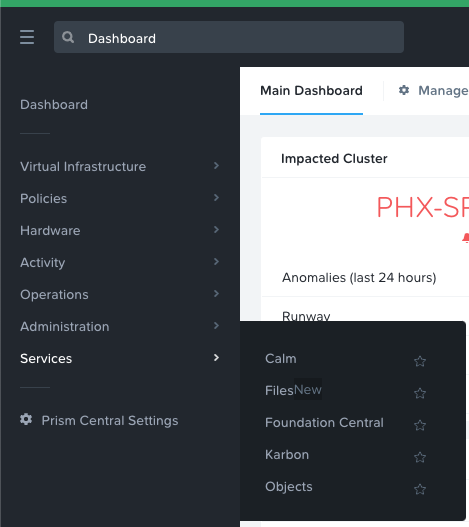 Dashboard
Main Dashboard
Manage
Dashboard
Impacted Cluster
Virtual Infrastructure
Policies
PHX-SP
Hardware
Activity
Anomalies (last 24 hours)
Operations
Runway
Administration
Services
Calm
Files New
Foundation Central
Prism Central Settings
Karbon
Objects